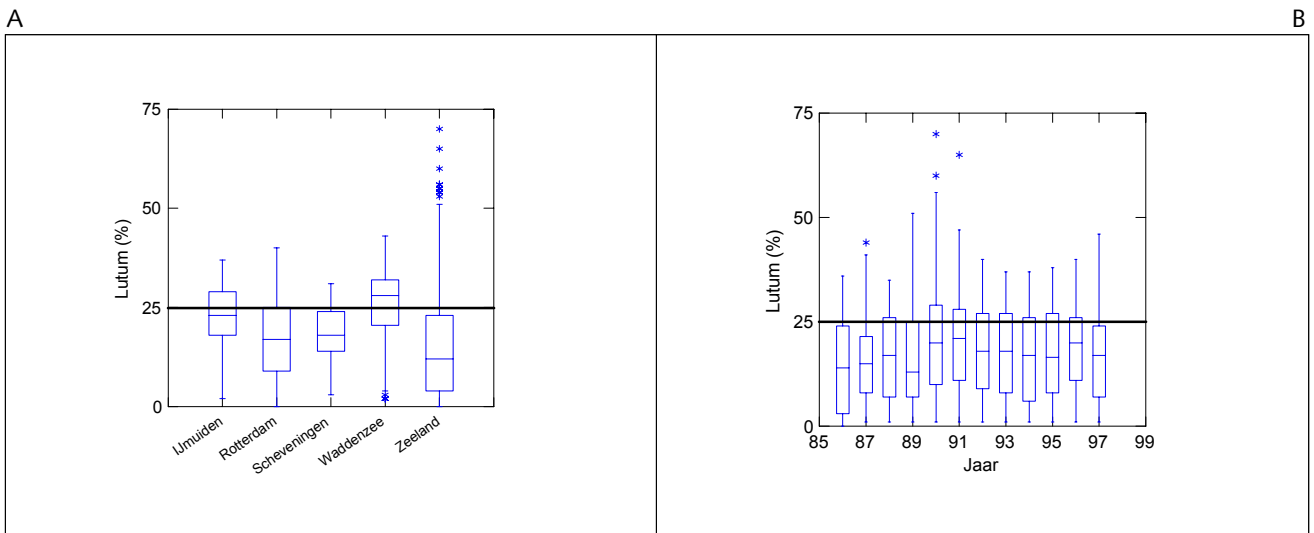 A
B
75
50
25
0
Lutum (%)
IJmuiden
Rotterdam
Scheveningen
Waddenzee
Zeeland
75
50
25
0
Lutum (%)
85 87 89 91 93 95 97 99
Jaar